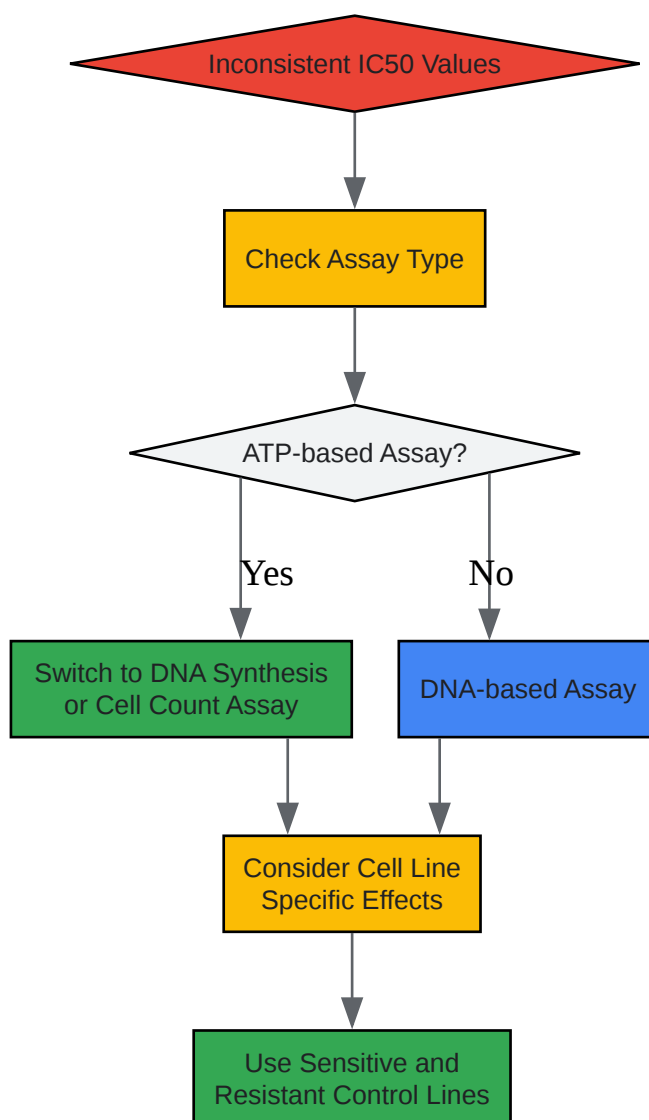 Inconsistent IC50 Values
Check Assay Type
ATP-based Assay?
Yes
No
Switch to DNA Synthesis
or Cell Count Assay
DNA-based Assay
Consider Cell Line
Specific Effects
Use Sensitive and
Resistant Control Lines